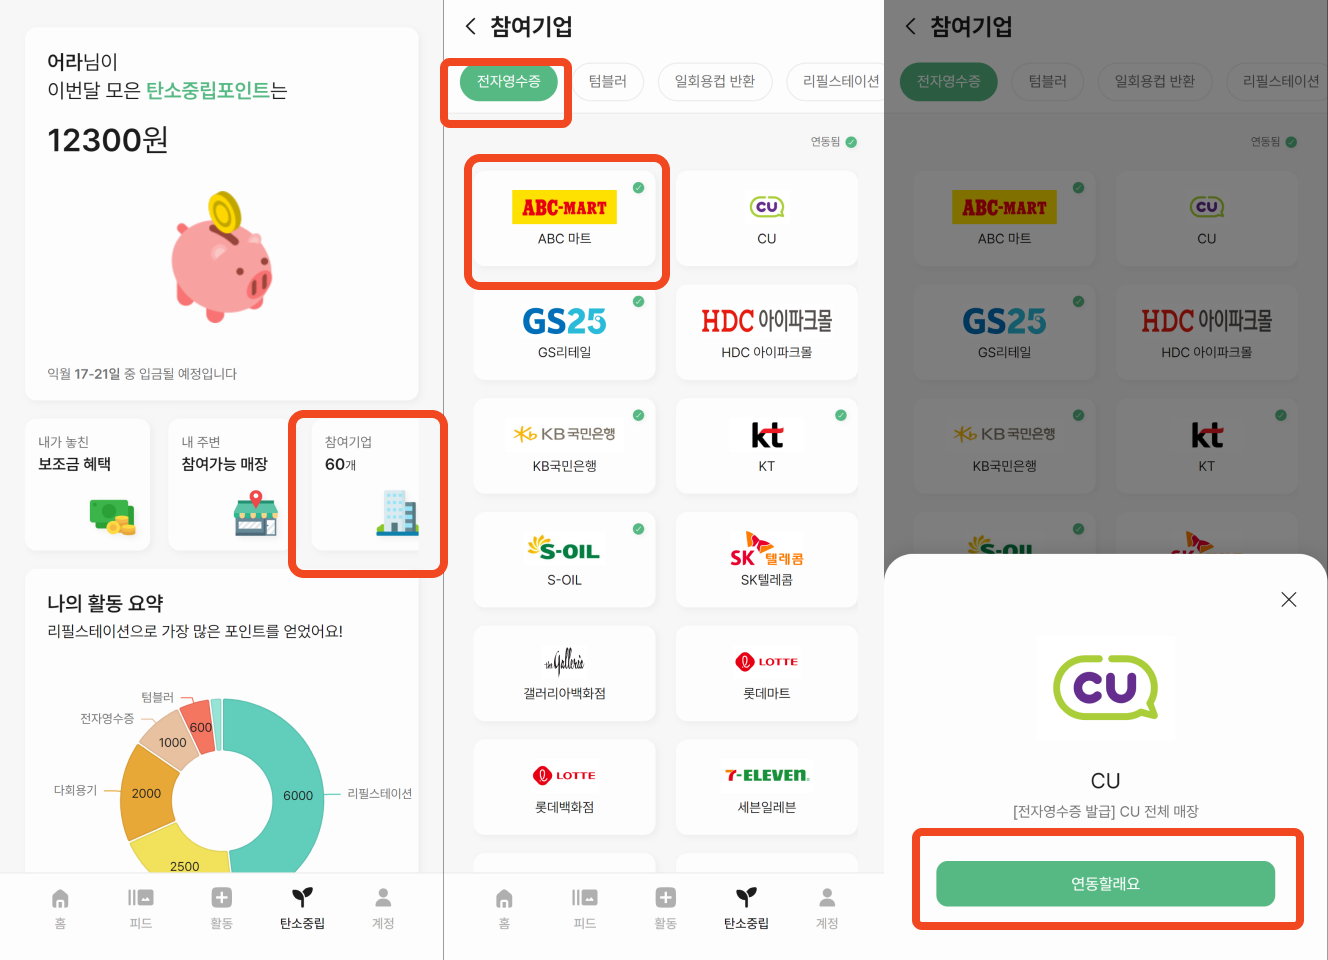 어라님이
이번달 모은 탄소중립포인트는
12300원
익월 17-21일 중 입금될 예정입니다
내가 놓친
보조금 혜택
내 주변
참여가능 매장
참여기업
60개
나의 활동 요약
리필스테이션으로 가장 많은 포인트를 얻었어요!
텀블러
전자영수증
다회용기
리필스테이션
600
1000
2000
6000
2500
홈
피드
활동
탄소중립
계정
참여기업
전자영수증
텀블러
일회용컵 반환
리필스테이션
연동됨
ABC-MART
ABC 마트
CU
CU
GS25
GS리테일
HDC 아이파크몰
HDC 아이파크몰
KB국민은행
KB국민은행
kt
KT
S-OIL
S-OIL
SK텔레콤
SK텔레콤
the Galleria
갤러리아백화점
LOTTE
롯데마트
LOTTE
롯데백화점
7-ELEVEN
세븐일레븐
홈
피드
활동
탄소중립
계정
참여기업
전자영수증
텀블러
일회용컵 반환
리필스테이션
연동됨
ABC-MART
ABC 마트
CU
CU
GS25
GS리테일
HDC 아이파크몰
HDC 아이파크몰
KB국민은행
KB국민은행
kt
KT
S-OIL
SK텔레콤
CU
CU
[전자영수증 발급] CU 전체 매장
연동할래요